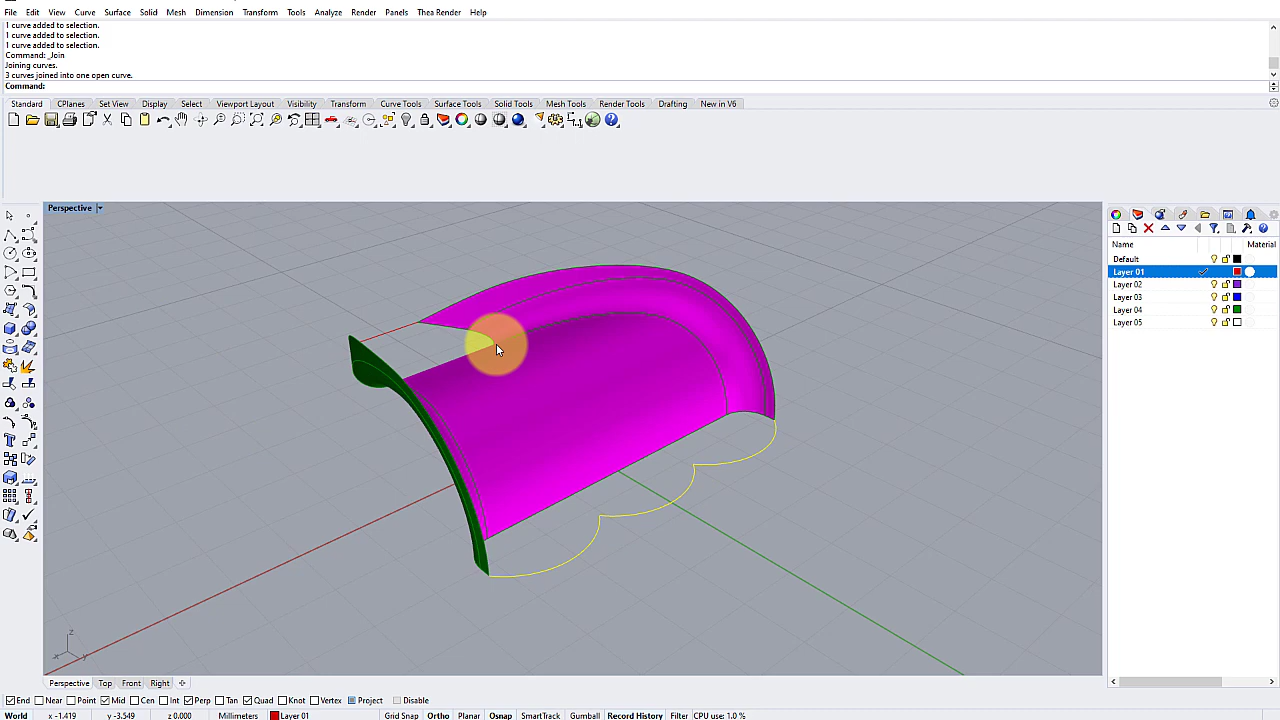 File Edit View Curve Surface Solid Mesh Dimension Transform Tools Analyze Render Panels Thea Render Help
1 curve added to selection.
1 curve added to selection.
1 curve added to selection.
Command: _Join
Joining curves.
3 curves joined into one open curve.
Command:
Standard CPlanes Set View Display Select Viewport Layout Visibility Transform Curve Tools Surface Tools Solid Tools Mesh Tools Render Tools Drafting New in V6
Perspective
Name Material
Default
Layer 01
Layer 02
Layer 03
Layer 04
Layer 05
z
x y
Perspective Top Front Right
End Near Point Mid Cen Int Perp Tan Quad Knot Vertex Project Disable
World x -1.419 y -3.549 z 0.000 Millimeters Layer 01 Grid Snap Ortho Planar Osnap SmartTrack Gumball Record History Filter CPU use: 1.0 %